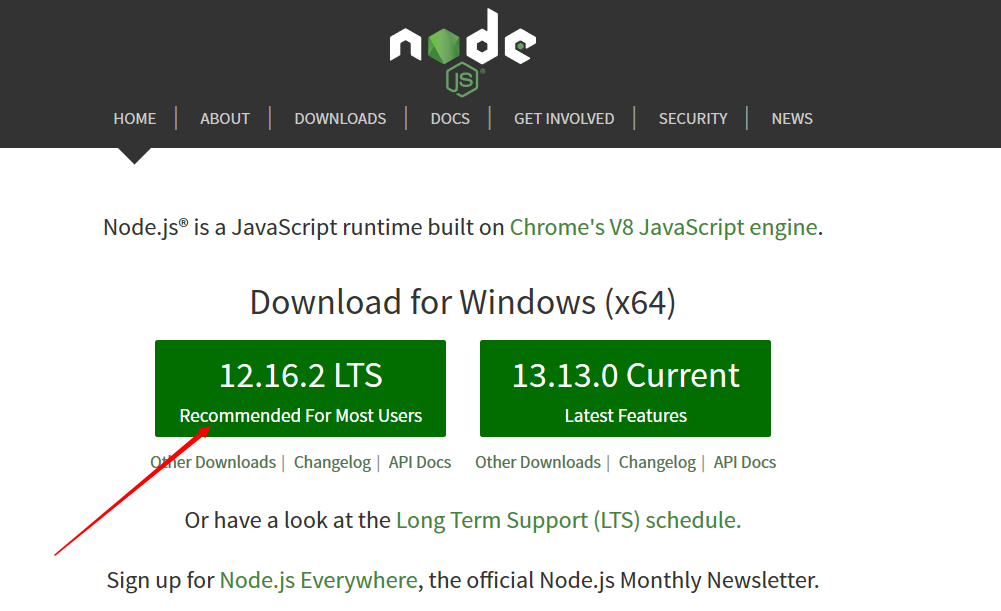 node
JS®
HOME | ABOUT | DOWNLOADS | DOCS | GET INVOLVED | SECURITY | NEWS
Node.js® is a JavaScript runtime built on Chrome's V8 JavaScript engine.
Download for Windows (x64)
12.16.2 LTS
Recommended For Most Users
13.13.0 Current
Latest Features
Other Downloads | Changelog | API Docs
Other Downloads | Changelog | API Docs
Or have a look at the Long Term Support (LTS) schedule.
Sign up for Node.js Everywhere, the official Node.js Monthly Newsletter.